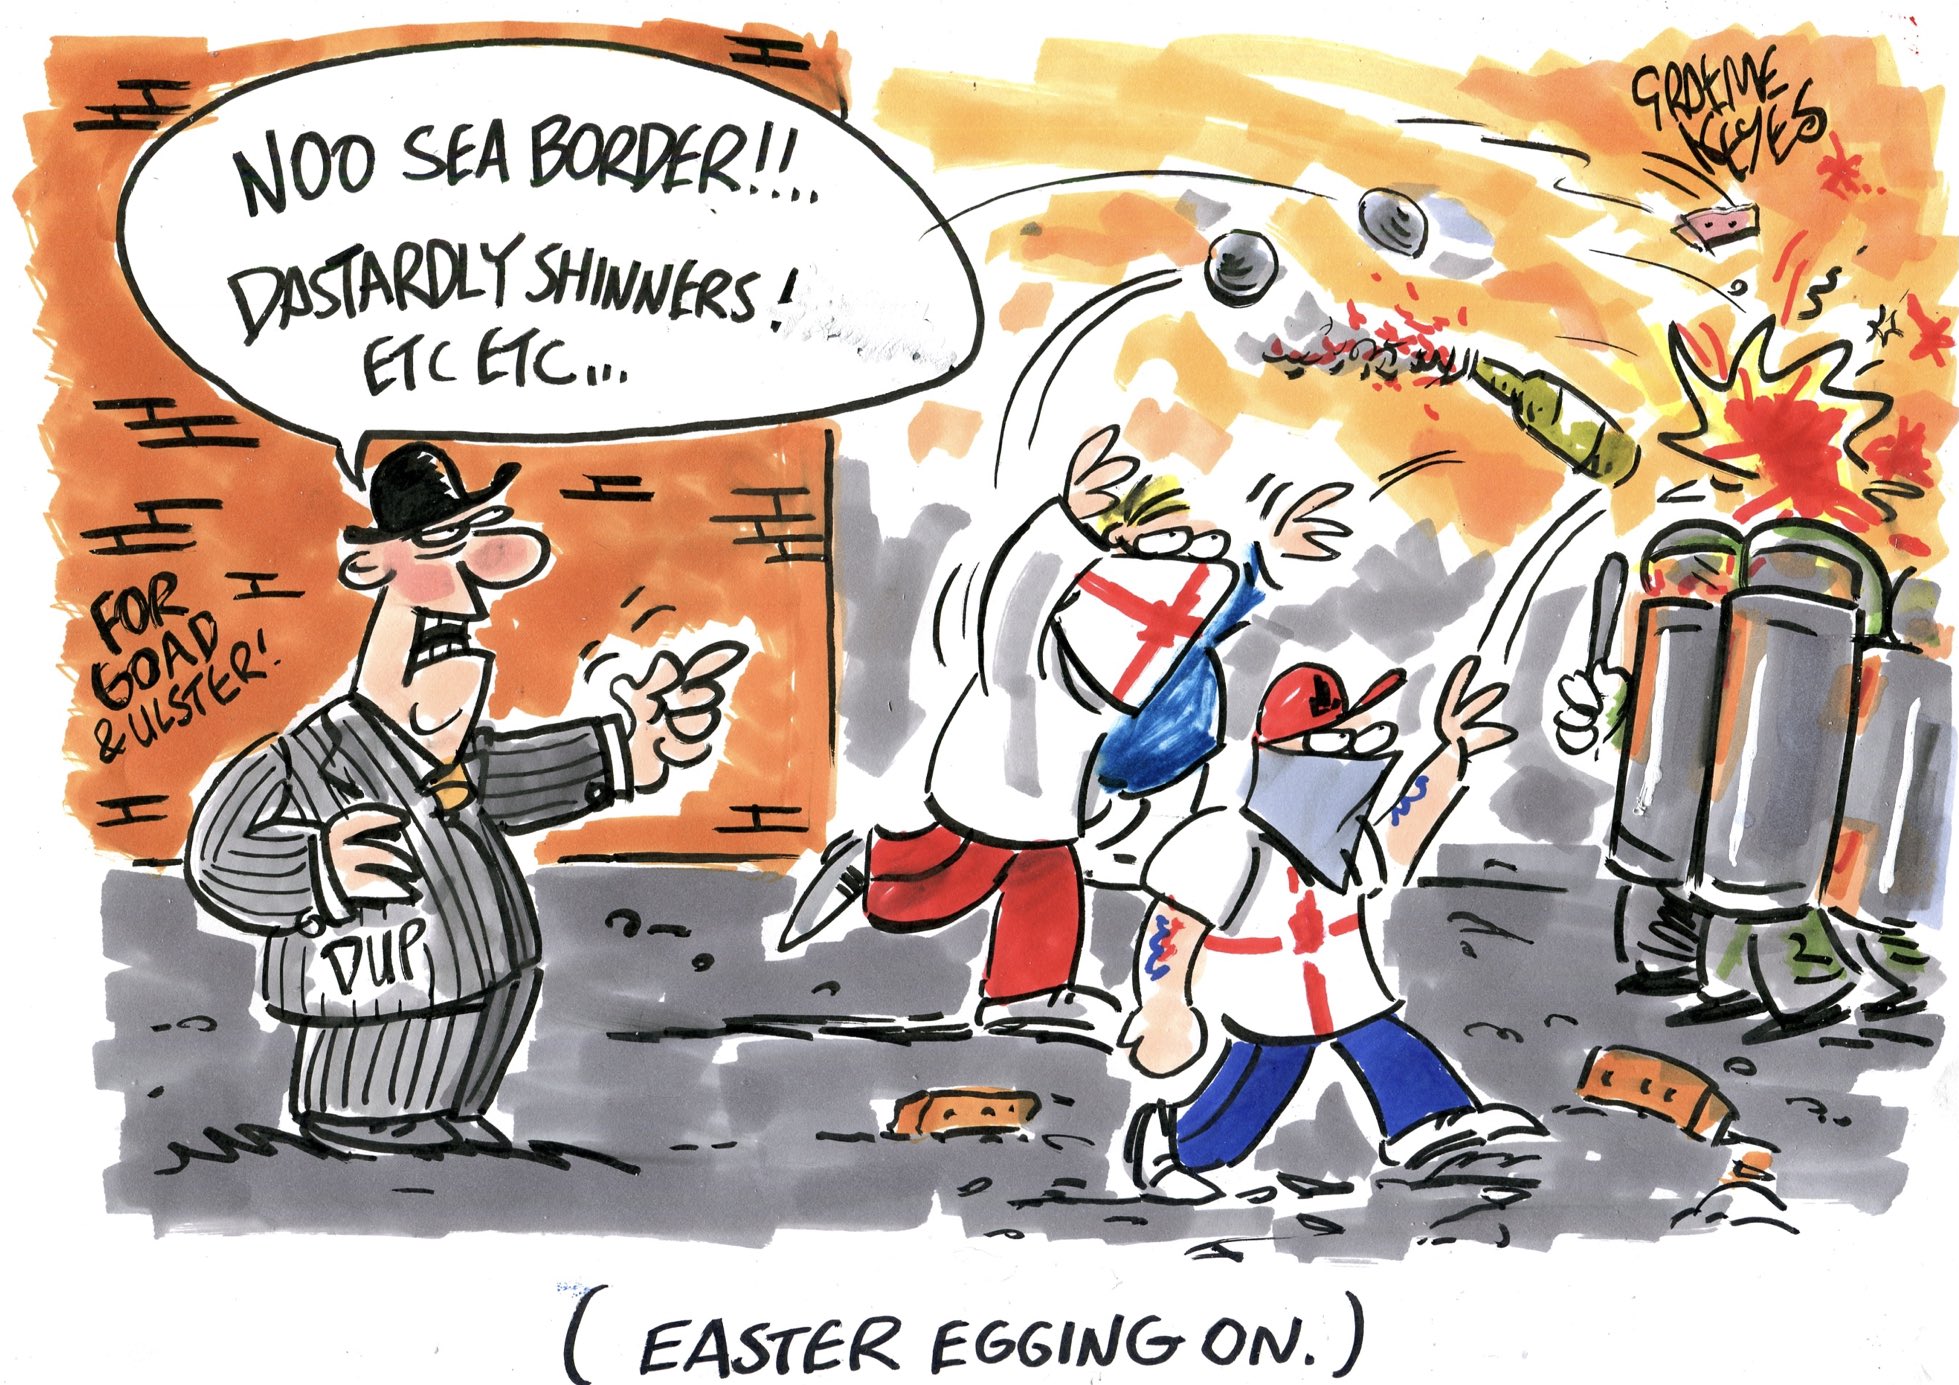 NOO SEA BORDER!!..
DASTARDLY SHINNERS!
ETC ETC...
GRAEME
KEYES
FOR
GOAD
& ULSTER!
DUP
(EASTER EGGING ON.)